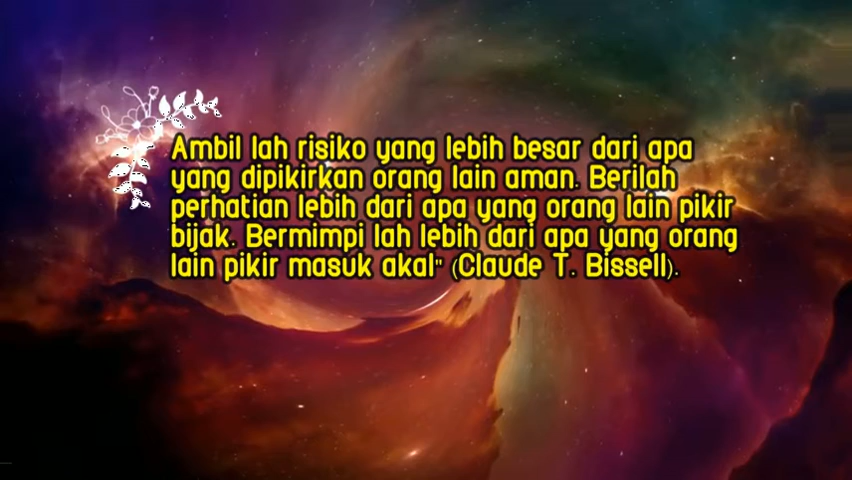 Ambil lah risiko yang lebih besar dari apa
yang dipikirkan orang lain aman. Berilah
perhatian lebih dari apa yang orang lain pikir
bijak. Bermimpi lah lebih dari apa yang orang
lain pikir masuk akal" (Claude T. Bissell).